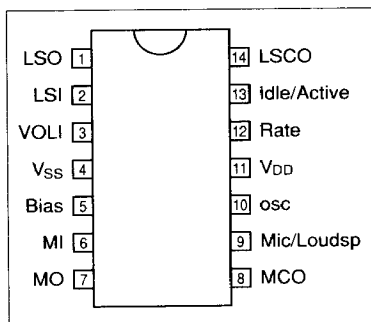 LSO 1 14 LSCO
LSI 2 13 Idle/Active
VOLI 3 12 Rate
VSS 4 11 VDD
Bias 5 10 osc
MI 6 9 Mic/Loudsp
MO 7 8 MCO